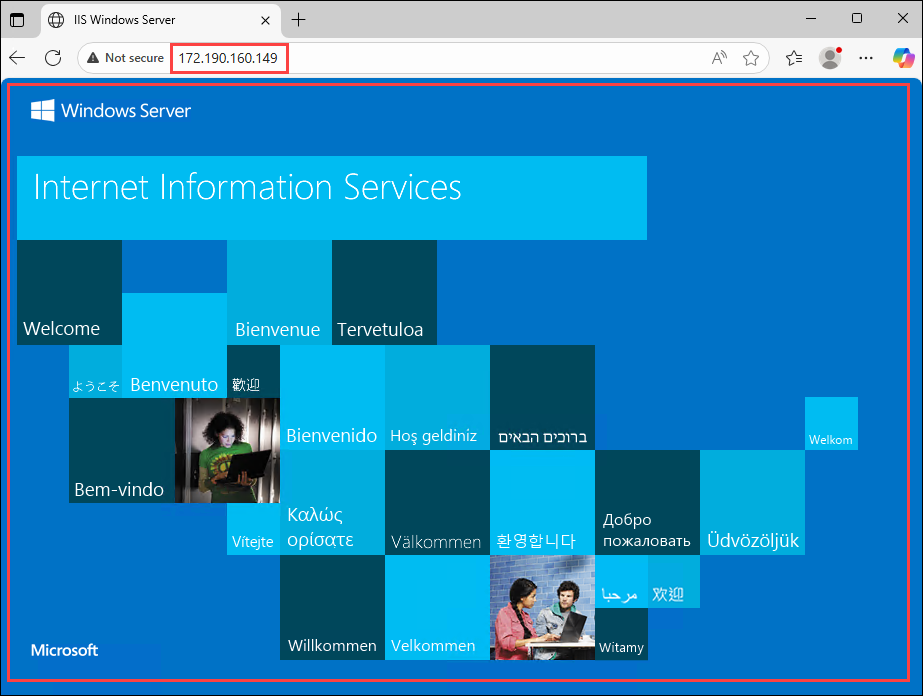 IIS Windows Server
Not secure
172.190.160.149
Windows Server
Internet Information Services
Welcome
Bienvenue
Tervetuloa
ようこそ
Benvenuto
歡迎
Bienvenido
Hoş geldiniz
ברוכים הבאים
Welkom
Bem-vindo
Vítejte
Καλώς
ορίσατε
Välkommen
환영합니다
Добро
пожаловать
Üdvözöljük
مرحبا
欢迎
Willkommen
Velkommen
Witamy
Microsoft